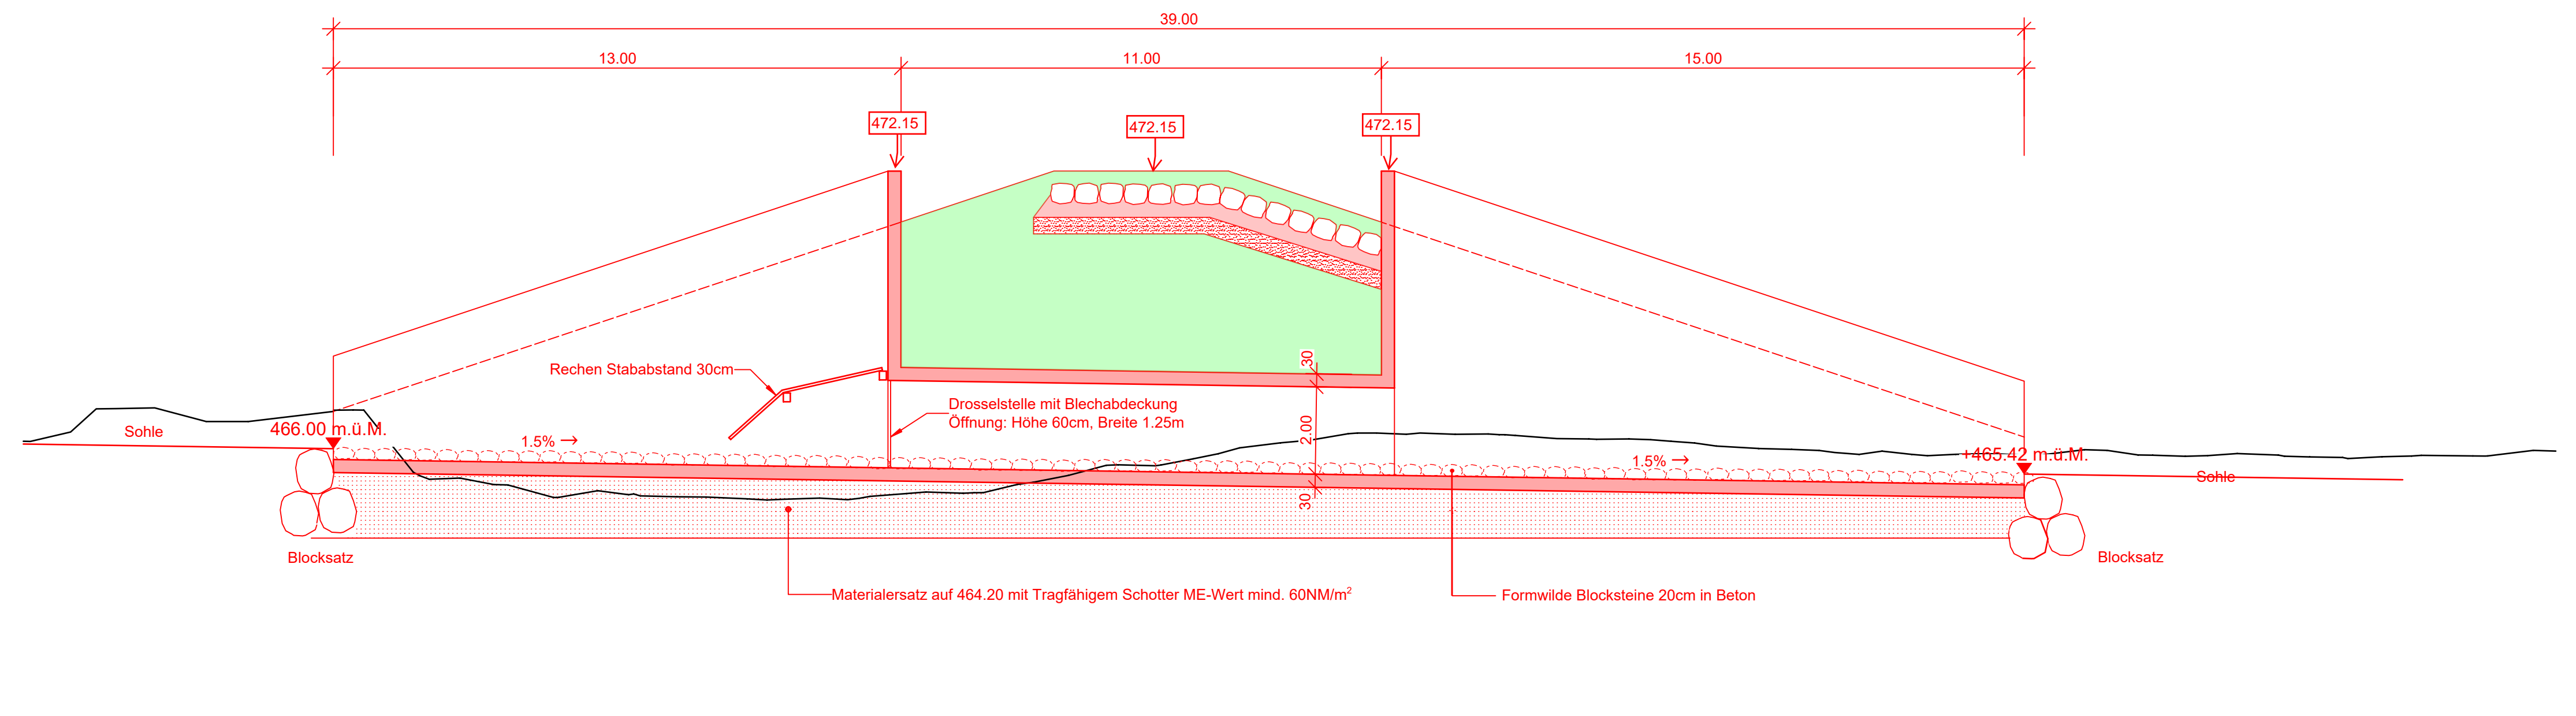 39.00
13.00
11.00
15.00
472.15
472.15
472.15
Rechen Stababstand 30cm
30
Drosselstelle mit Blechabdeckung
Öffnung: Höhe 60cm, Breite 1.25m
2.00
Sohle
466.00 m.ü.M.
1.5% →
1.5% →
+465.42 m.ü.M.
Sohle
30
Blocksatz
Blocksatz
Materialersatz auf 464.20 mit Tragfähigem Schotter ME-Wert mind. 60NM/m²
Formwilde Blocksteine 20cm in Beton